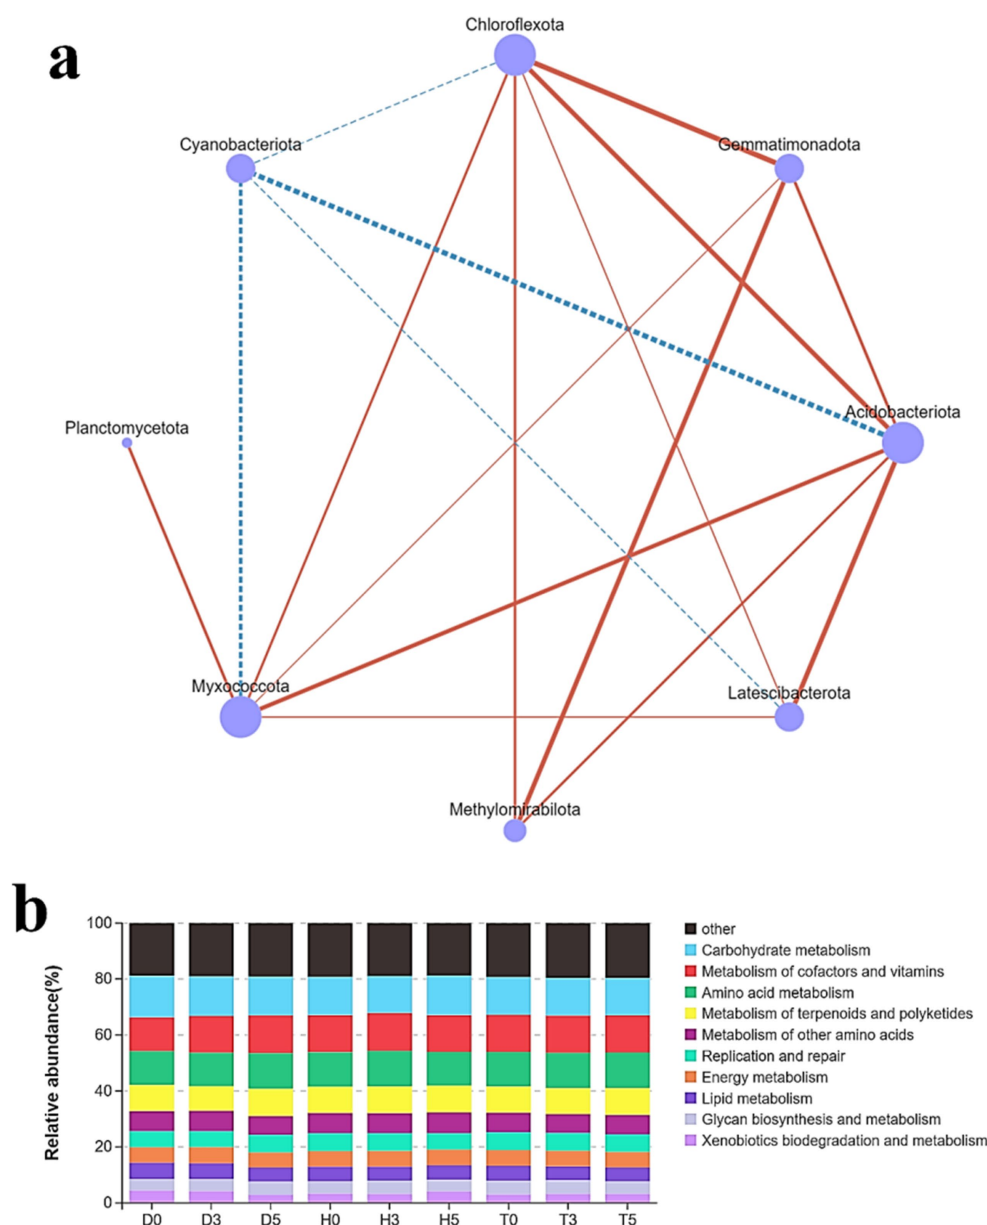 a
Chloroflexota
Cyanobacteriota
Gemmatimonadota
Planctomycetota
Acidobacteriota
Myxococcota
Latescibacterota
Methylomirabilota
b
Relative abundance(%)
100
80
60
40
20
0
D0 D3 D5 H0 H3 H5 T0 T3 T5
other
Carbohydrate metabolism
Metabolism of cofactors and vitamins
Amino acid metabolism
Metabolism of terpenoids and polyketides
Metabolism of other amino acids
Replication and repair
Energy metabolism
Lipid metabolism
Glycan biosynthesis and metabolism
Xenobiotics biodegradation and metabolism